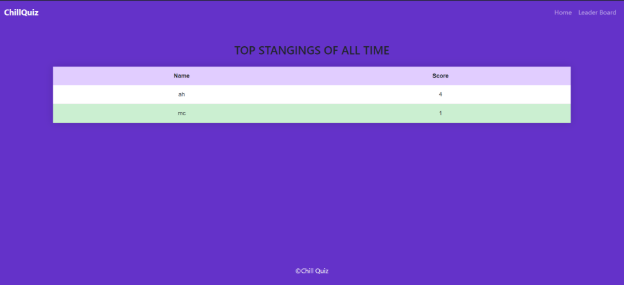 ChillQuiz Home Leader Board
TOP STANGINGS OF ALL TIME
Name Score
ah 4
mc 1
©Chill Quiz